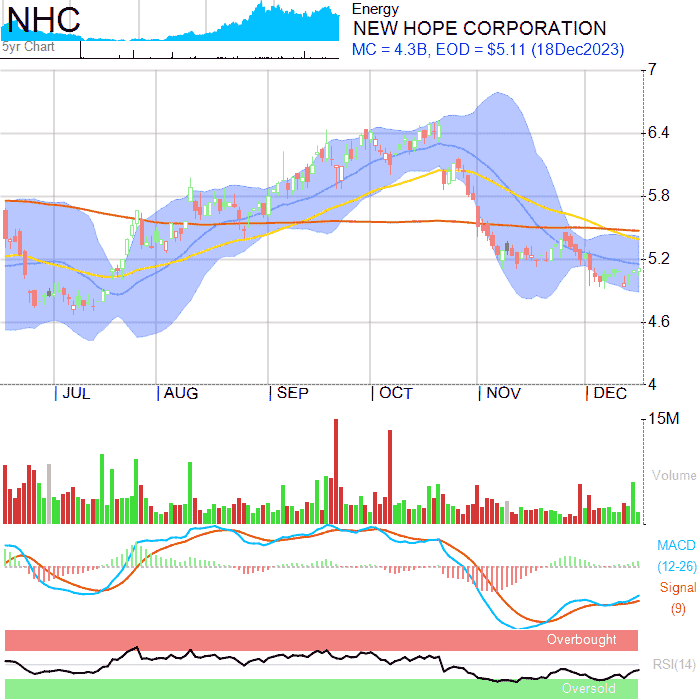 NHC
5yr Chart
Energy
NEW HOPE CORPORATION
MC = 4.3B, EOD = $5.11 (18Dec2023)
7
6.4
5.8
5.2
4.6
4
JUL AUG SEP OCT NOV DEC
15M
Volume
MACD
(12-26)
Signal
(9)
Overbought
RSI(14)
Oversold